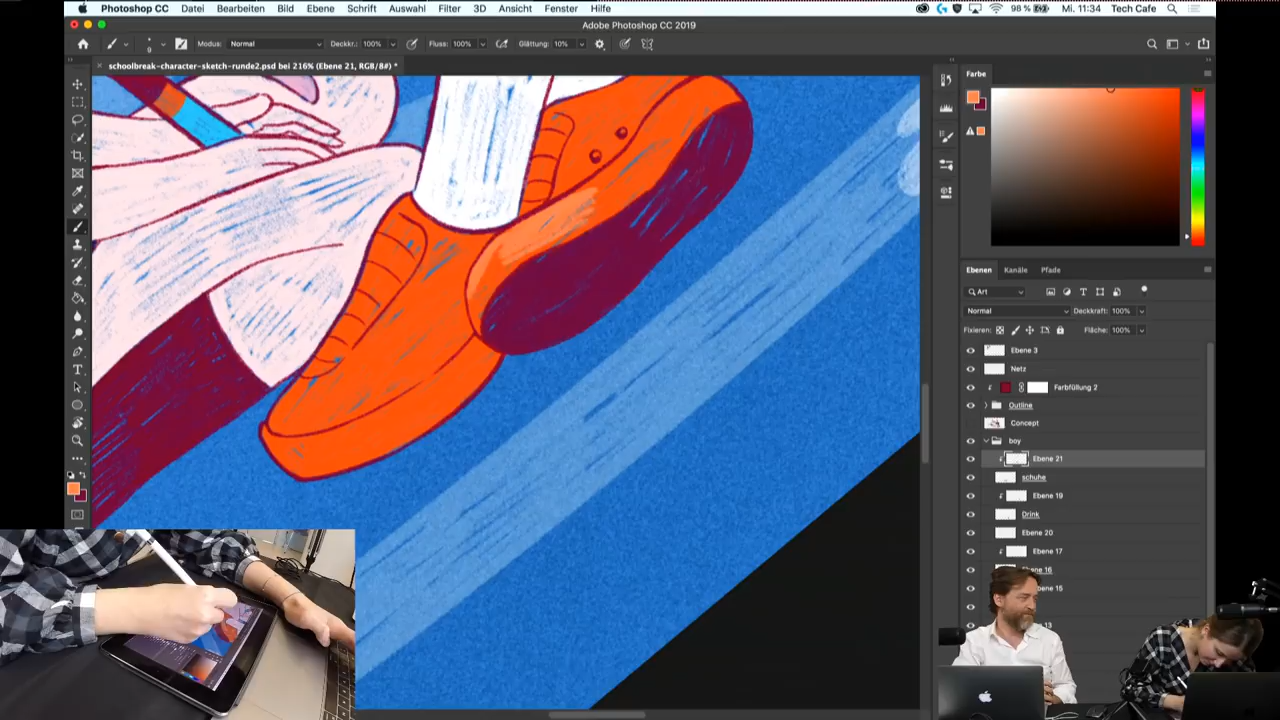 Photoshop CC Datei Bearbeiten Bild Ebene Schrift Auswahl Filter 3D Ansicht Fenster Hilfe 98 % Mi. 11:34 Tech Cafe
Adobe Photoshop CC 2019
9 Modus: Normal Deckkr.: 100% Fluss: 100% Glättung: 10%
× schoolbreak-character-sketch-runde2.psd bei 216% (Ebene 21, RGB/8#) *
Farbe
Ebenen Kanäle Pfade
Art
Normal Deckkraft: 100%
Fixieren: Fläche: 100%
Ebene 3
Netz
Farbfüllung 2
Outline
Concept
boy
Ebene 21
schuhe
Ebene 19
Drink
Ebene 20
Ebene 17
Ebene 16
15
13